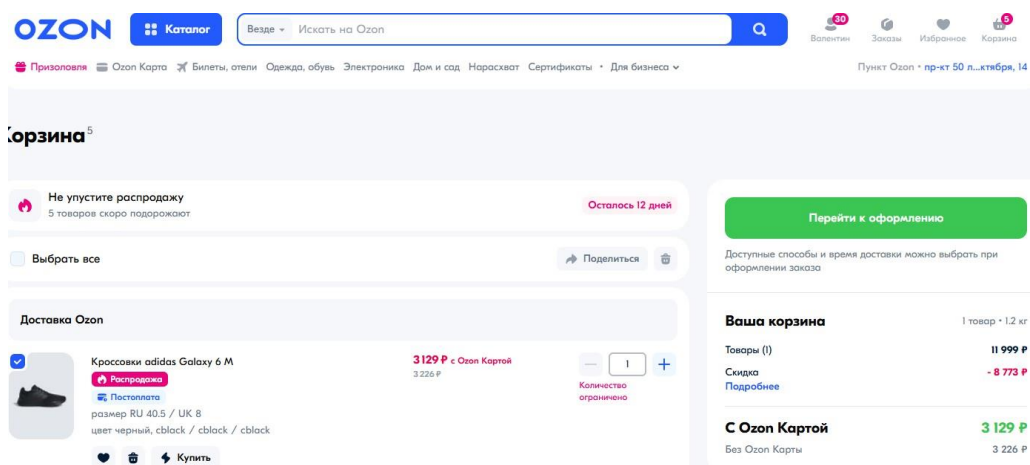 OZON
Каталог
Везде
Искать на Ozon
30
Валентин
Заказы
Избранное
5
Корзина
Призоловля
Ozon Карта
Билеты, отели
Одежда, обувь
Электроника
Дом и сад
Нарасхват
Сертификаты
•
Для бизнеса
Пункт Ozon • пр-кт 50 л...ктября, 14
Корзина 5
Не упустите распродажу
5 товаров скоро подорожают
Осталось 12 дней
Выбрать все
Поделиться
Доставка Ozon
Кроссовки adidas Galaxy 6 M
Распродажа
Постоплата
размер RU 40.5 / UK 8
цвет черный, cblack / cblack / cblack
Купить
3 129 ₽ с Ozon Картой
3 226 ₽
— 1 +
Количество
ограничено
Перейти к оформлению
Доступные способы и время доставки можно выбрать при
оформлении заказа
Ваша корзина
1 товар • 1.2 кг
Товары (1)
11 999 ₽
Скидка
- 8 773 ₽
Подробнее
С Ozon Картой
3 129 ₽
Без Ozon Карты
3 226 ₽